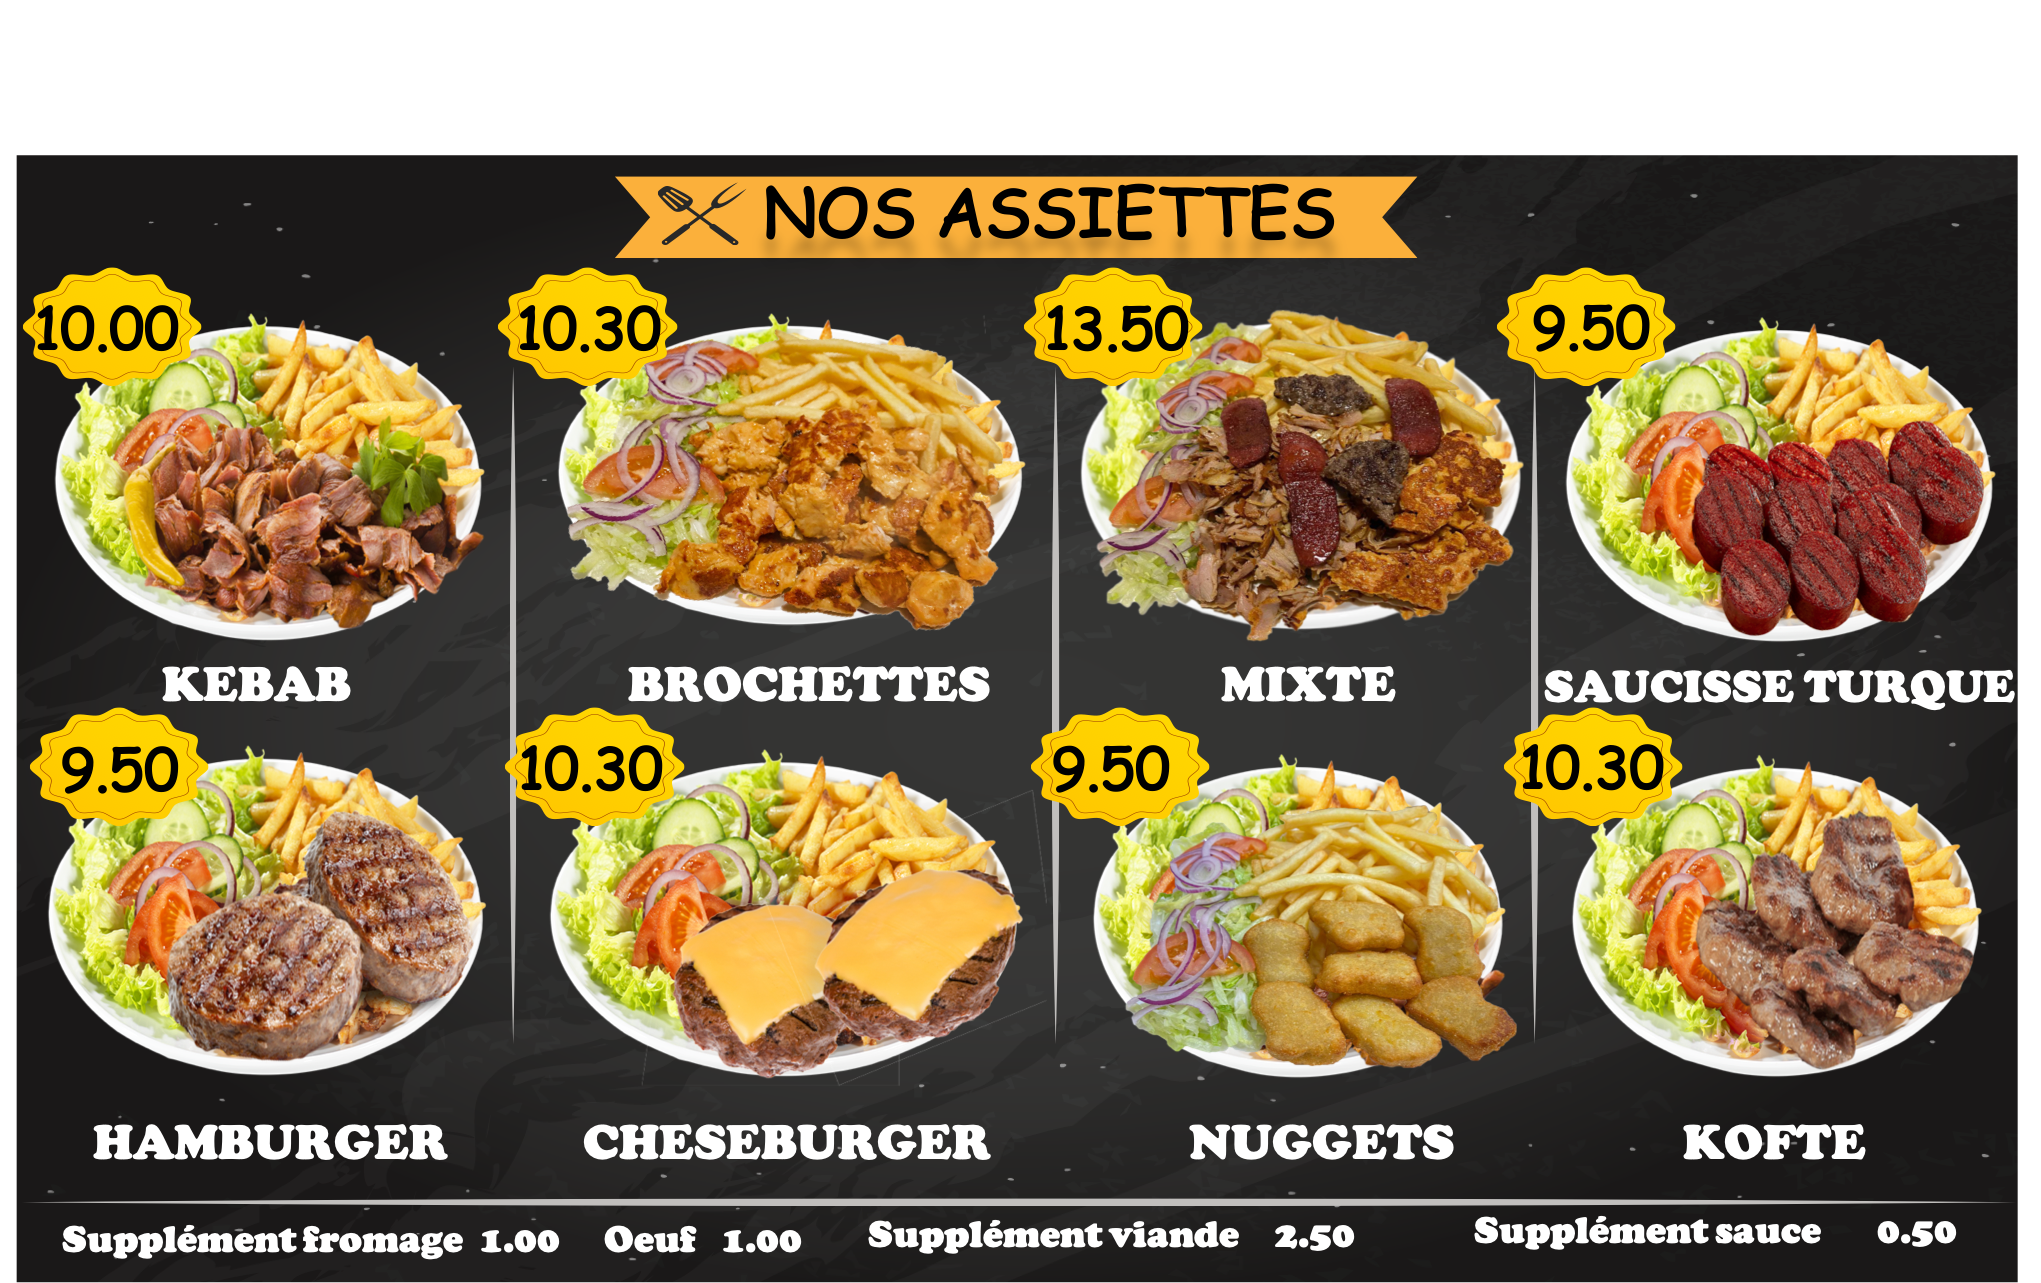 NOS ASSIETTES
10.00
10.30
13.50
9.50
KEBAB
BROCHETTES
MIXTE
SAUCISSE TURQUE
9.50
10.30
9.50
10.30
HAMBURGER
CHESEBURGER
NUGGETS
KOFTE
Supplément fromage 1.00 Oeuf 1.00 Supplément viande 2.50 Supplément sauce 0.50